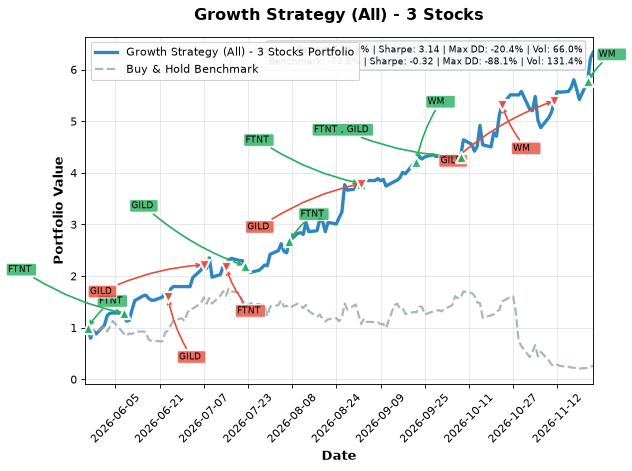 Growth Strategy (All) - 3 Stocks
Growth Strategy (All) - 3 Stocks Portfolio
Buy & Hold Benchmark
% | Sharpe: 3.14 | Max DD: -20.4% | Vol: 66.0%
Benchmark: -73.8% | Sharpe: -0.32 | Max DD: -88.1% | Vol: 131.4%
WM
WM
FTNT, GILD
FTNT
GILD
WM
GILD
FTNT
GILD
FTNT
FTNT
GILD
FTNT
FTNT
GILD
Portfolio Value
6
5
4
3
2
1
0
2026-06-05
2026-06-21
2026-07-07
2026-07-23
2026-08-08
2026-08-24
2026-09-09
2026-09-25
2026-10-11
2026-10-27
2026-11-12
Date